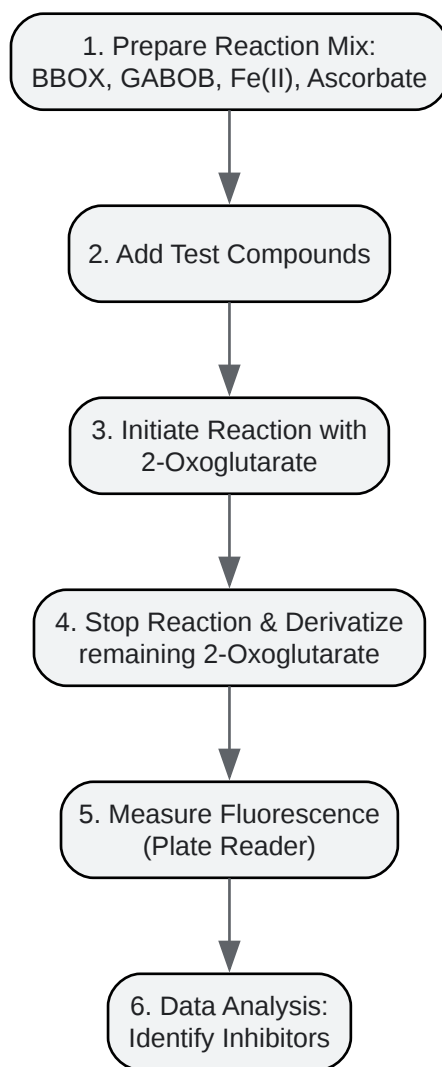 1. Prepare Reaction Mix:
BBOX, GABOB, Fe(II), Ascorbate
2. Add Test Compounds
3. Initiate Reaction with
2-Oxoglutarate
4. Stop Reaction & Derivatize
remaining 2-Oxoglutarate
5. Measure Fluorescence
(Plate Reader)
6. Data Analysis:
Identify Inhibitors